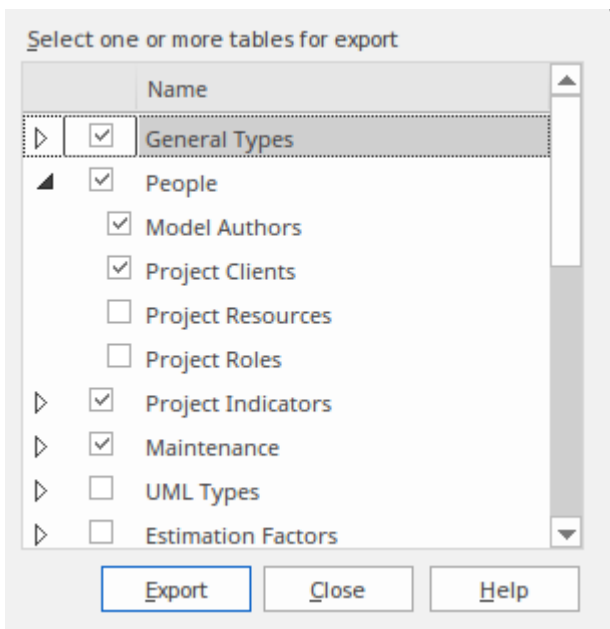 Select one or more tables for export
Name
General Types
People
Model Authors
Project Clients
Project Resources
Project Roles
Project Indicators
Maintenance
UML Types
Estimation Factors
Export Close Help